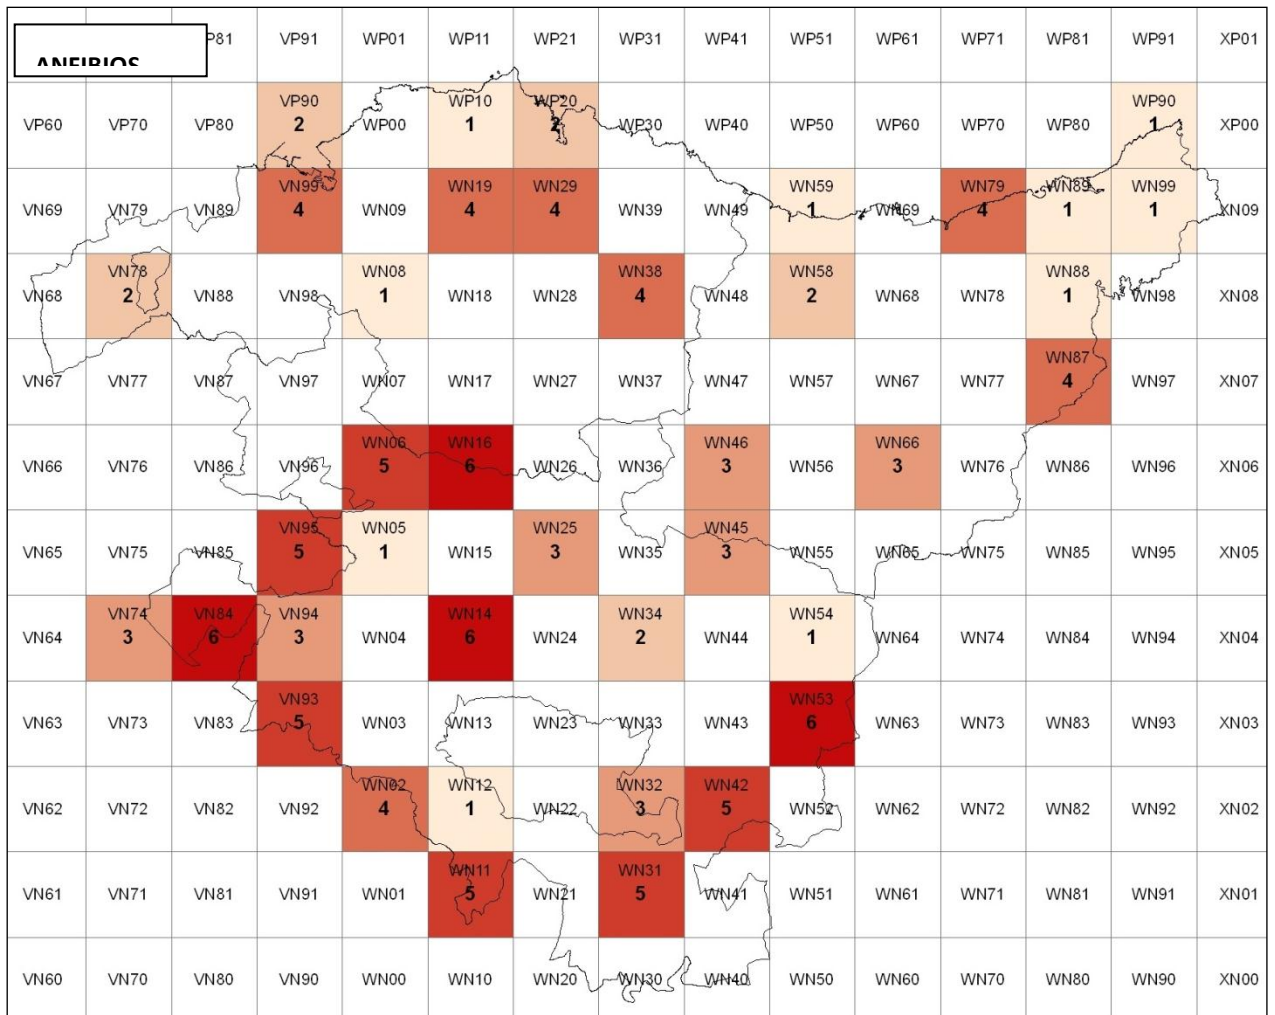 ANFIBIOS
P81 VP91 WP01 WP11 WP21 WP31 WP41 WP51 WP61 WP71 WP81 WP91 XP01
VP60 VP70 VP80 VP90 WP00 WP10 WP20 WP30 WP40 WP50 WP60 WP70 WP80 WP90 XP00
2 1 2 1
VN69 VN79 VN89 VN99 WN09 WN19 WN29 WN39 WN49 WN59 WN69 WN79 WN89 WN99 XN09
4 4 4 1 4 1 1
VN68 VN78 VN88 VN98 WN08 WN18 WN28 WN38 WN48 WN58 WN68 WN78 WN88 WN98 XN08
2 1 4 2 1
VN67 VN77 VN87 VN97 WN07 WN17 WN27 WN37 WN47 WN57 WN67 WN77 WN87 WN97 XN07
4
VN66 VN76 VN86 VN96 WN06 WN16 WN26 WN36 WN46 WN56 WN66 WN76 WN86 WN96 XN06
5 6 3 3
VN65 VN75 VN85 VN95 WN05 WN15 WN25 WN35 WN45 WN55 WN65 WN75 WN85 WN95 XN05
5 1 3 3
VN64 VN74 VN84 VN94 WN04 WN14 WN24 WN34 WN44 WN54 WN64 WN74 WN84 WN94 XN04
3 6 3 6 2 1
VN63 VN73 VN83 VN93 WN03 WN13 WN23 WN33 WN43 WN53 WN63 WN73 WN83 WN93 XN03
5 6
VN62 VN72 VN82 VN92 WN02 WN12 WN22 WN32 WN42 WN52 WN62 WN72 WN82 WN92 XN02
4 1 3 5
VN61 VN71 VN81 VN91 WN01 WN11 WN21 WN31 WN41 WN51 WN61 WN71 WN81 WN91 XN01
5 5
VN60 VN70 VN80 VN90 WN00 WN10 WN20 WN30 WN40 WN50 WN60 WN70 WN80 WN90 XN00